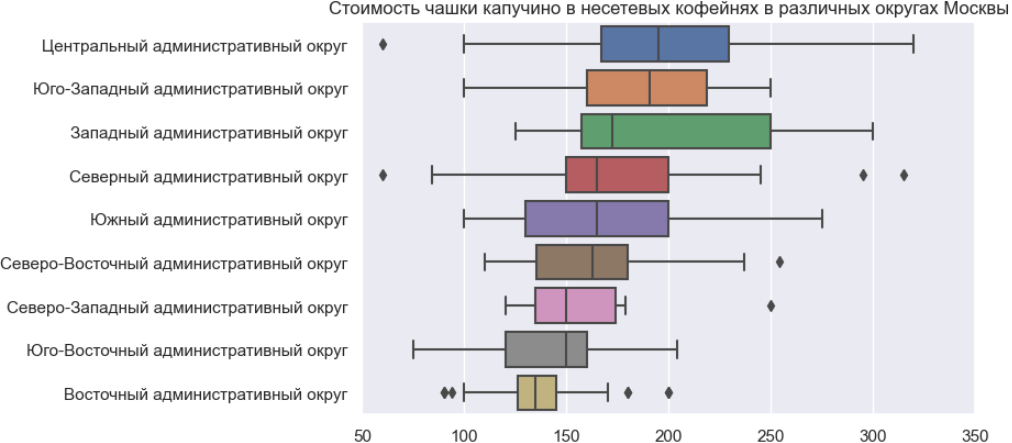 Стоимость чашки капучино в несетевых кофейнях в различных округах Москвы
Центральный административный округ
Юго-Западный административный округ
Западный административный округ
Северный административный округ
Южный административный округ
Северо-Восточный административный округ
Северо-Западный административный округ
Юго-Восточный административный округ
Восточный административный округ
50 100 150 200 250 300 350